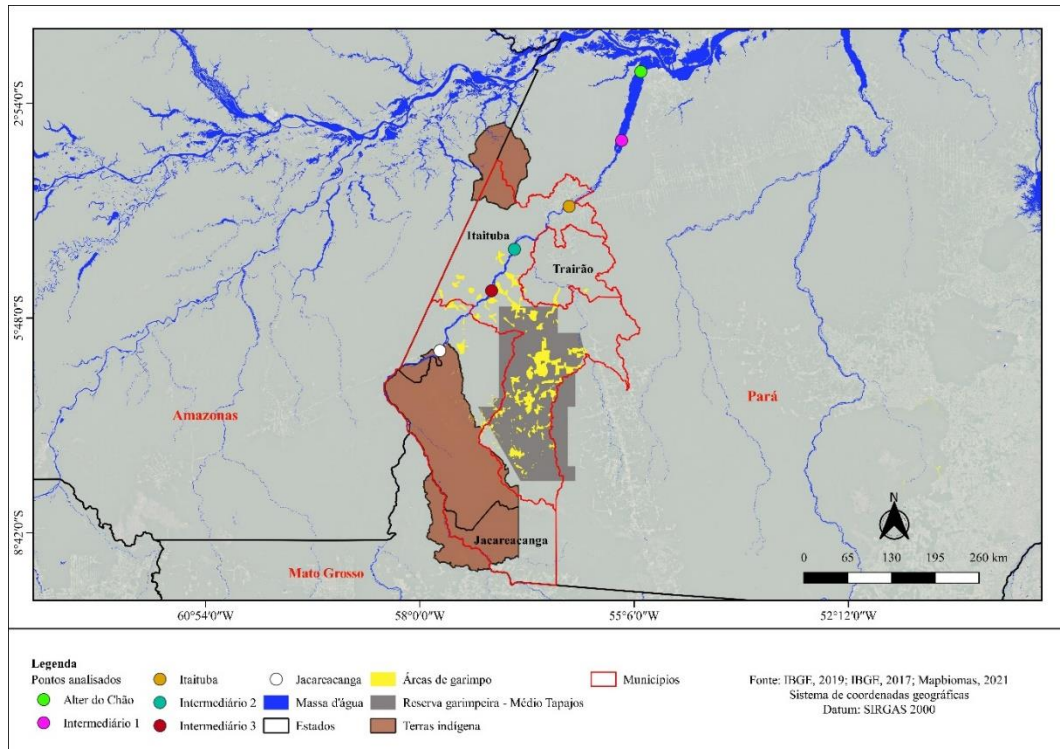 2°54'0"S
5°48'0"S
8°42'0"S
Itaituba
Trairão
Amazonas
Pará
Jacareacanga
Mato Grosso
N
0 65 130 195 260 km
60°54'0"W 58°0'0"W 55°6'0"W 52°12'0"W
Legenda
Pontos analisados
Alter do Chão
Intermediário 1
Itaituba
Intermediário 2
Intermediário 3
Jacareacanga
Massa d'água
Estados
Áreas de garimpo
Reserva garimpeira - Médio Tapajos
Terras indígena
Municípios
Fonte: IBGE, 2019; IBGE, 2017; Mapbiomas, 2021
Sistema de coordenadas geográficas
Datum: SIRGAS 2000